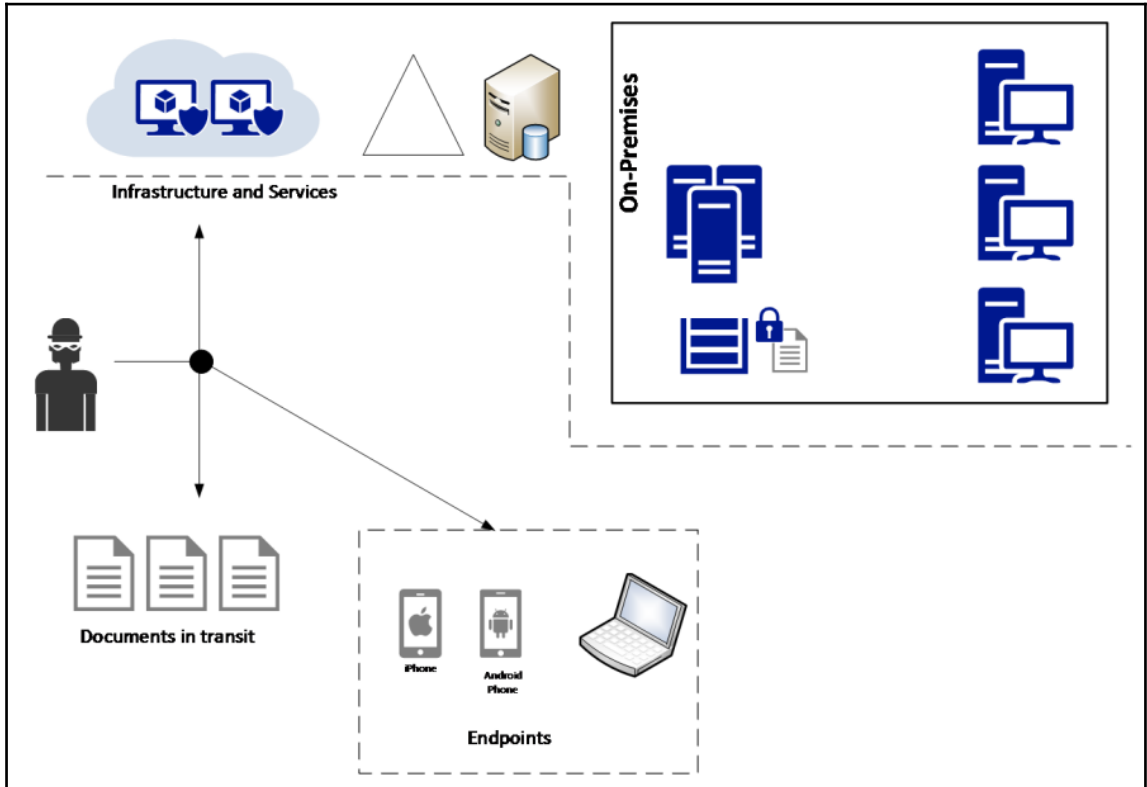 On-Premises
Infrastructure and Services
Documents in transit
iPhone
Android
Phone
Endpoints